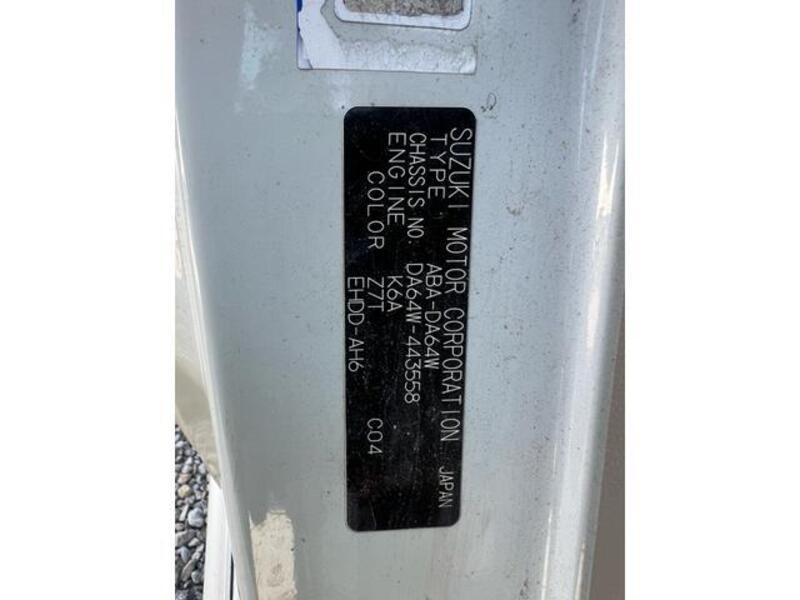 SUZUKI MOTOR CORPORATION JAPAN
TYPE ABA-DA64W
CHASSIS NO. DA64W-443558
ENGINE K6A
COLOR Z7T C04
EHDD-AH6